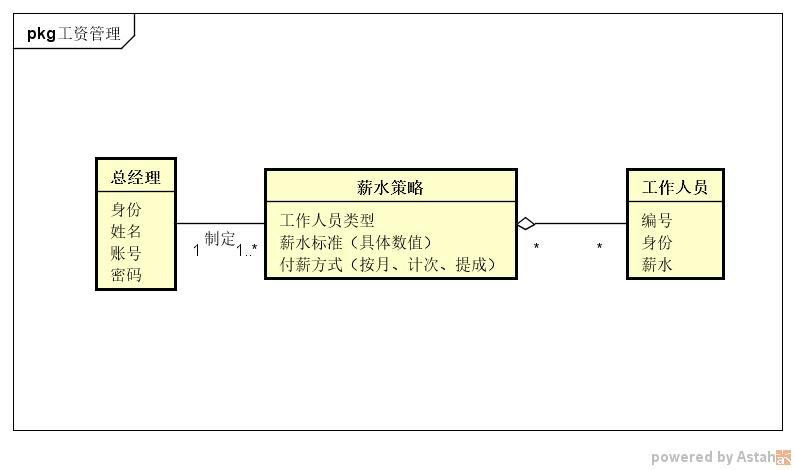 pkg 工资管理
总经理
身份
姓名
账号
密码
制定
1
1..*
薪水策略
工作人员类型
薪水标准（具体数值）
付薪方式（按月、计次、提成）
*
*
工作人员
编号
身份
薪水
powered by Astah